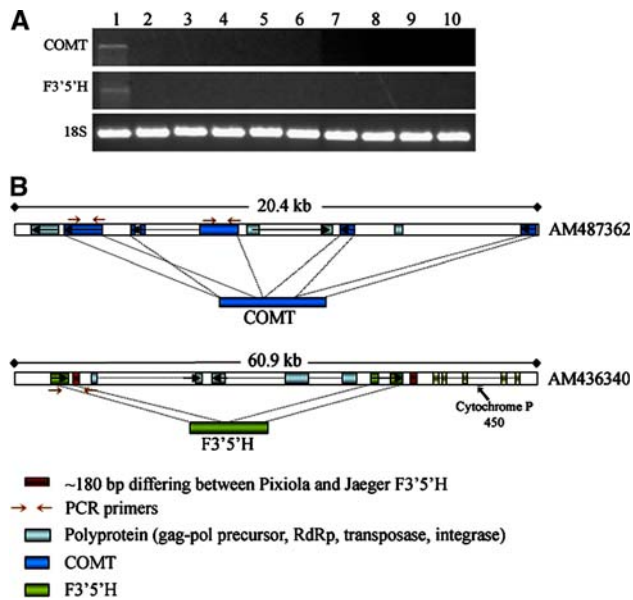 A
1 2 3 4 5 6 7 8 9 10
COMT
F3'5'H
18S
B
20.4 kb
AM487362
COMT
60.9 kb
AM436340
Cytochrome P
450
F3'5'H
~180 bp differing between Pixiola and Jaeger F3'5'H
PCR primers
Polyprotein (gag-pol precursor, RdRp, transposase, integrase)
COMT
F3'5'H